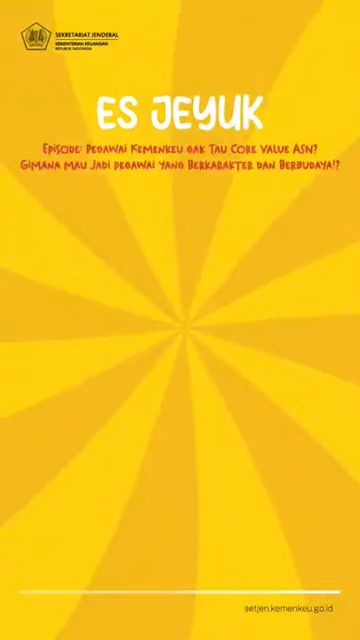 SEKRETARIAT JENDERAL
KEMENTERIAN KEUANGAN
REPUBLIK INDONESIA
ES JEYUK
EPISODE: PEGAWAI KEMENKEU GAK TAU CORE VALUE ASN?
GIMANA MAU JADI PEGAWAI YANG BERKARAKTER DAN BERBUDAYA!?
setjen.kemenkeu.go.id